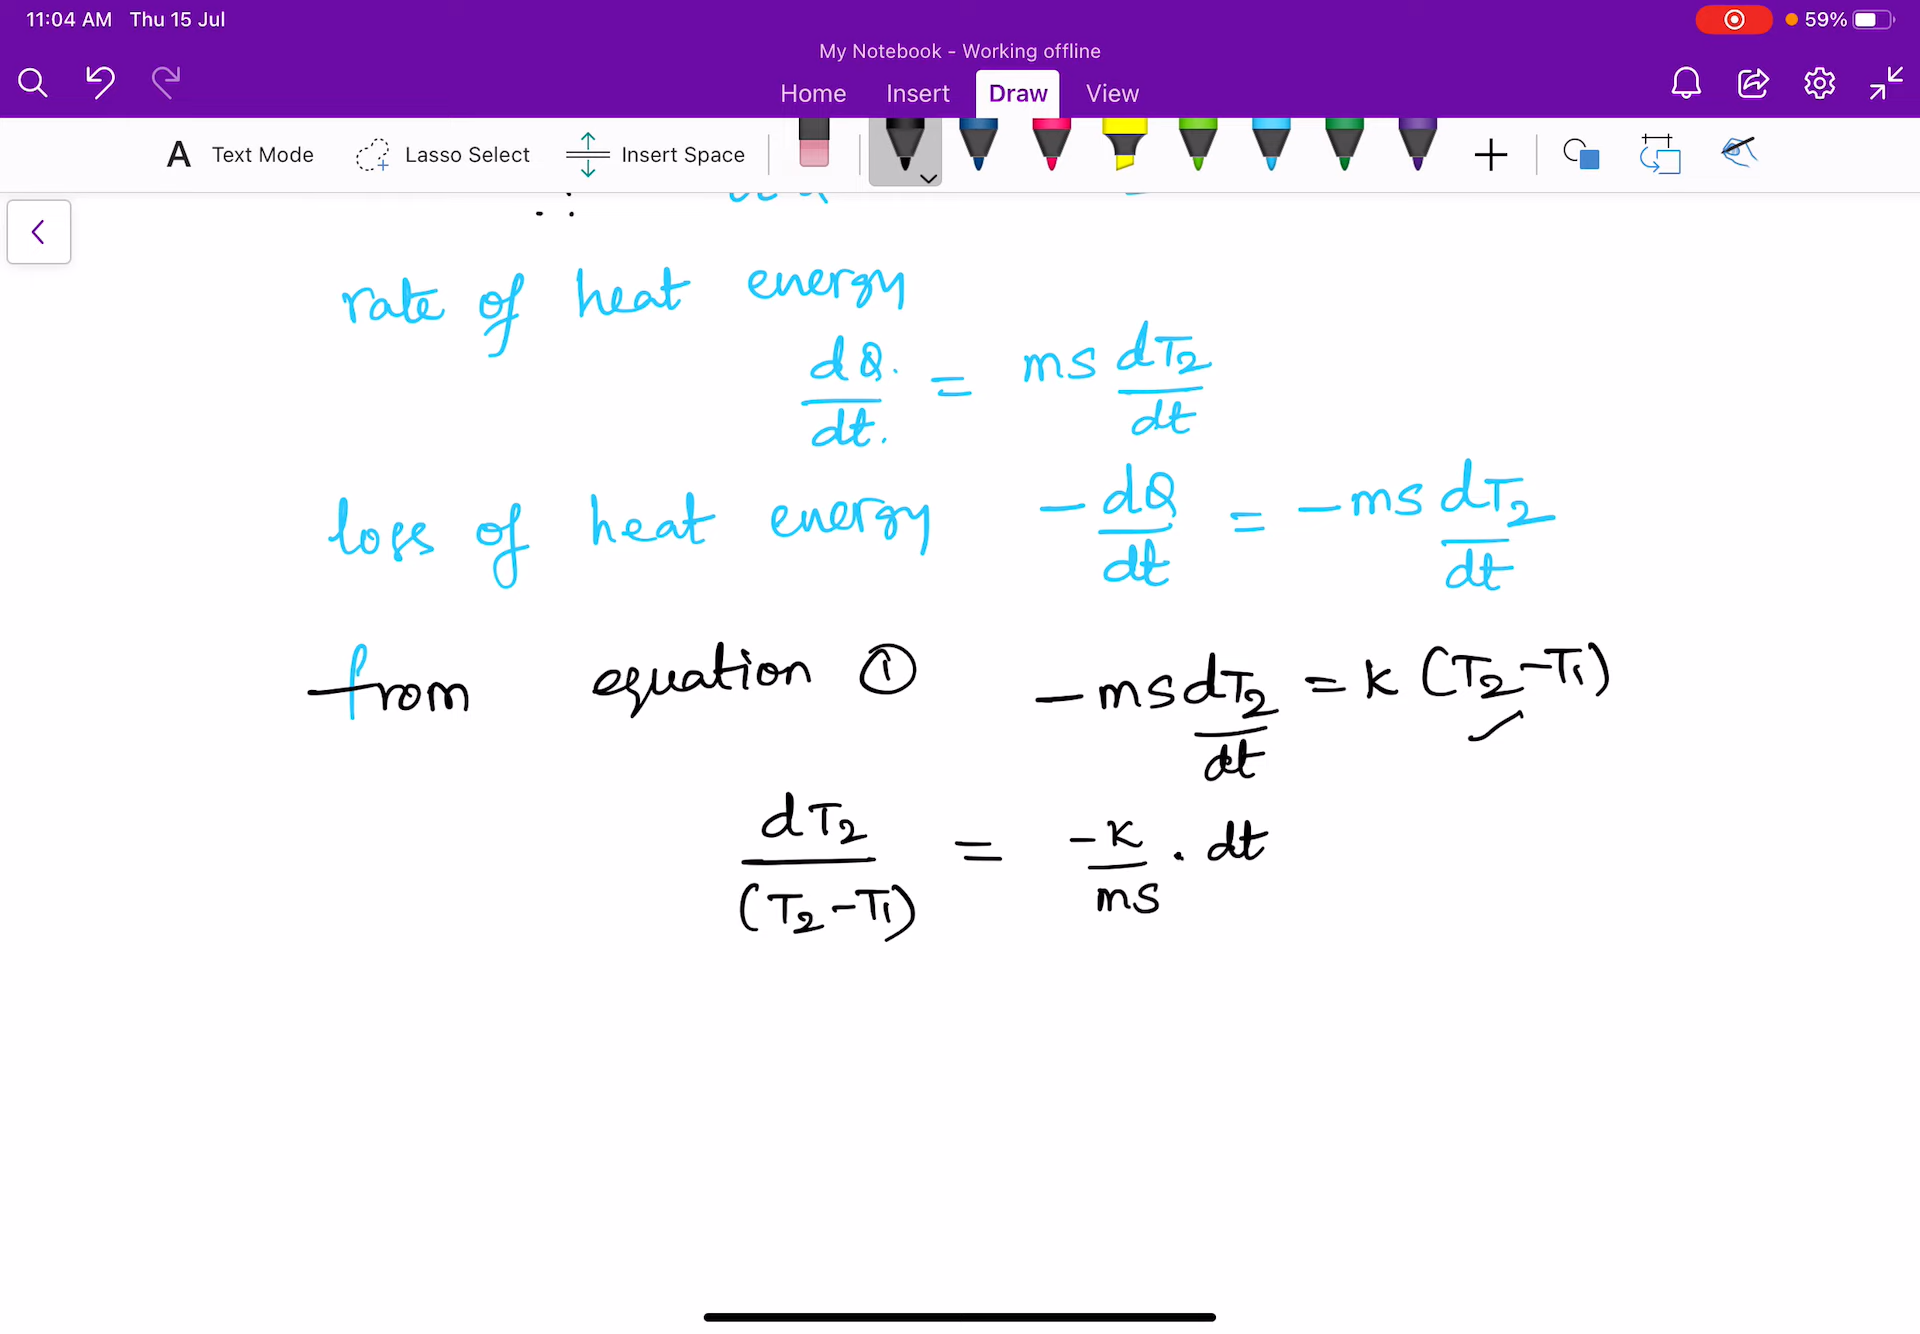 11:04 AM Thu 15 Jul 59%
My Notebook - Working offline
Home Insert Draw View
A Text Mode Lasso Select Insert Space
rate of heat energy
dQ./dt. = ms dT₂/dt
loss of heat energy -dQ/dt = -ms dT₂/dt
from equation ① -ms dT₂/dt = K (T₂-T₁)
dT₂/(T₂-T₁) = -K/ms . dt